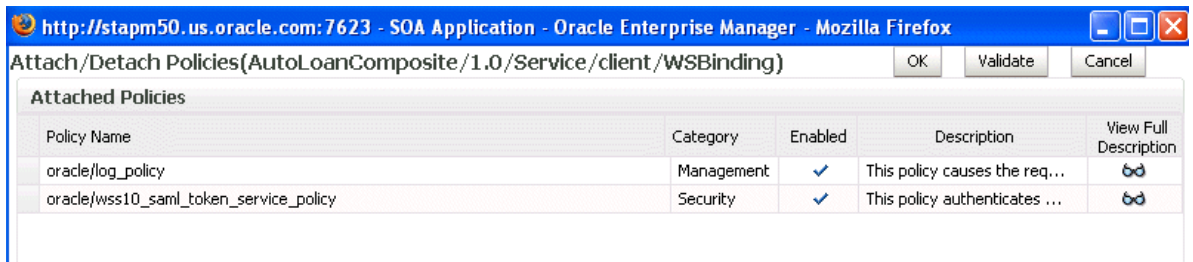 http://stapm50.us.oracle.com:7623 - SOA Application - Oracle Enterprise Manager - Mozilla Firefox
Attach/Detach Policies(AutoLoanComposite/1.0/Service/client/WSBinding) OK Validate Cancel
Attached Policies
Policy Name Category Enabled Description View Full Description
oracle/log_policy Management This policy causes the req...
oracle/wss10_saml_token_service_policy Security This policy authenticates ...